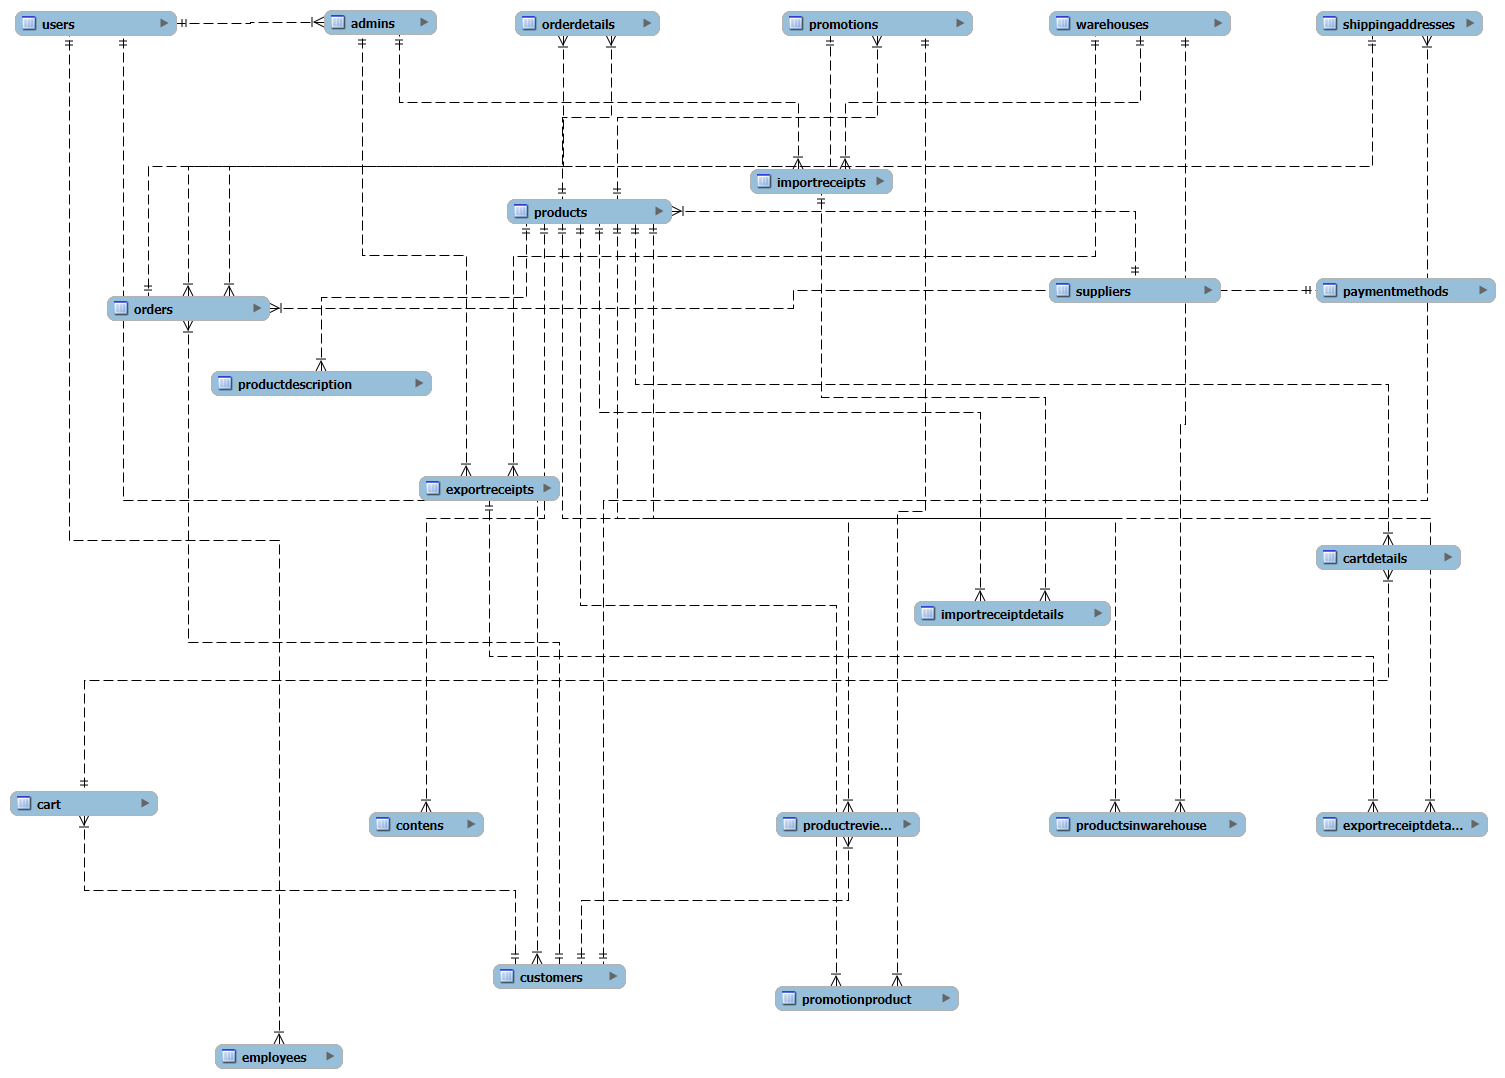 users
admins
orderdetails
promotions
warehouses
shippingaddresses
importreceipts
products
suppliers
paymentmethods
orders
productdescription
exportreceipts
cartdetails
importreceiptdetails
cart
contens
productrevie...
productsinwarehouse
exportreceiptdeta...
customers
promotionproduct
employees